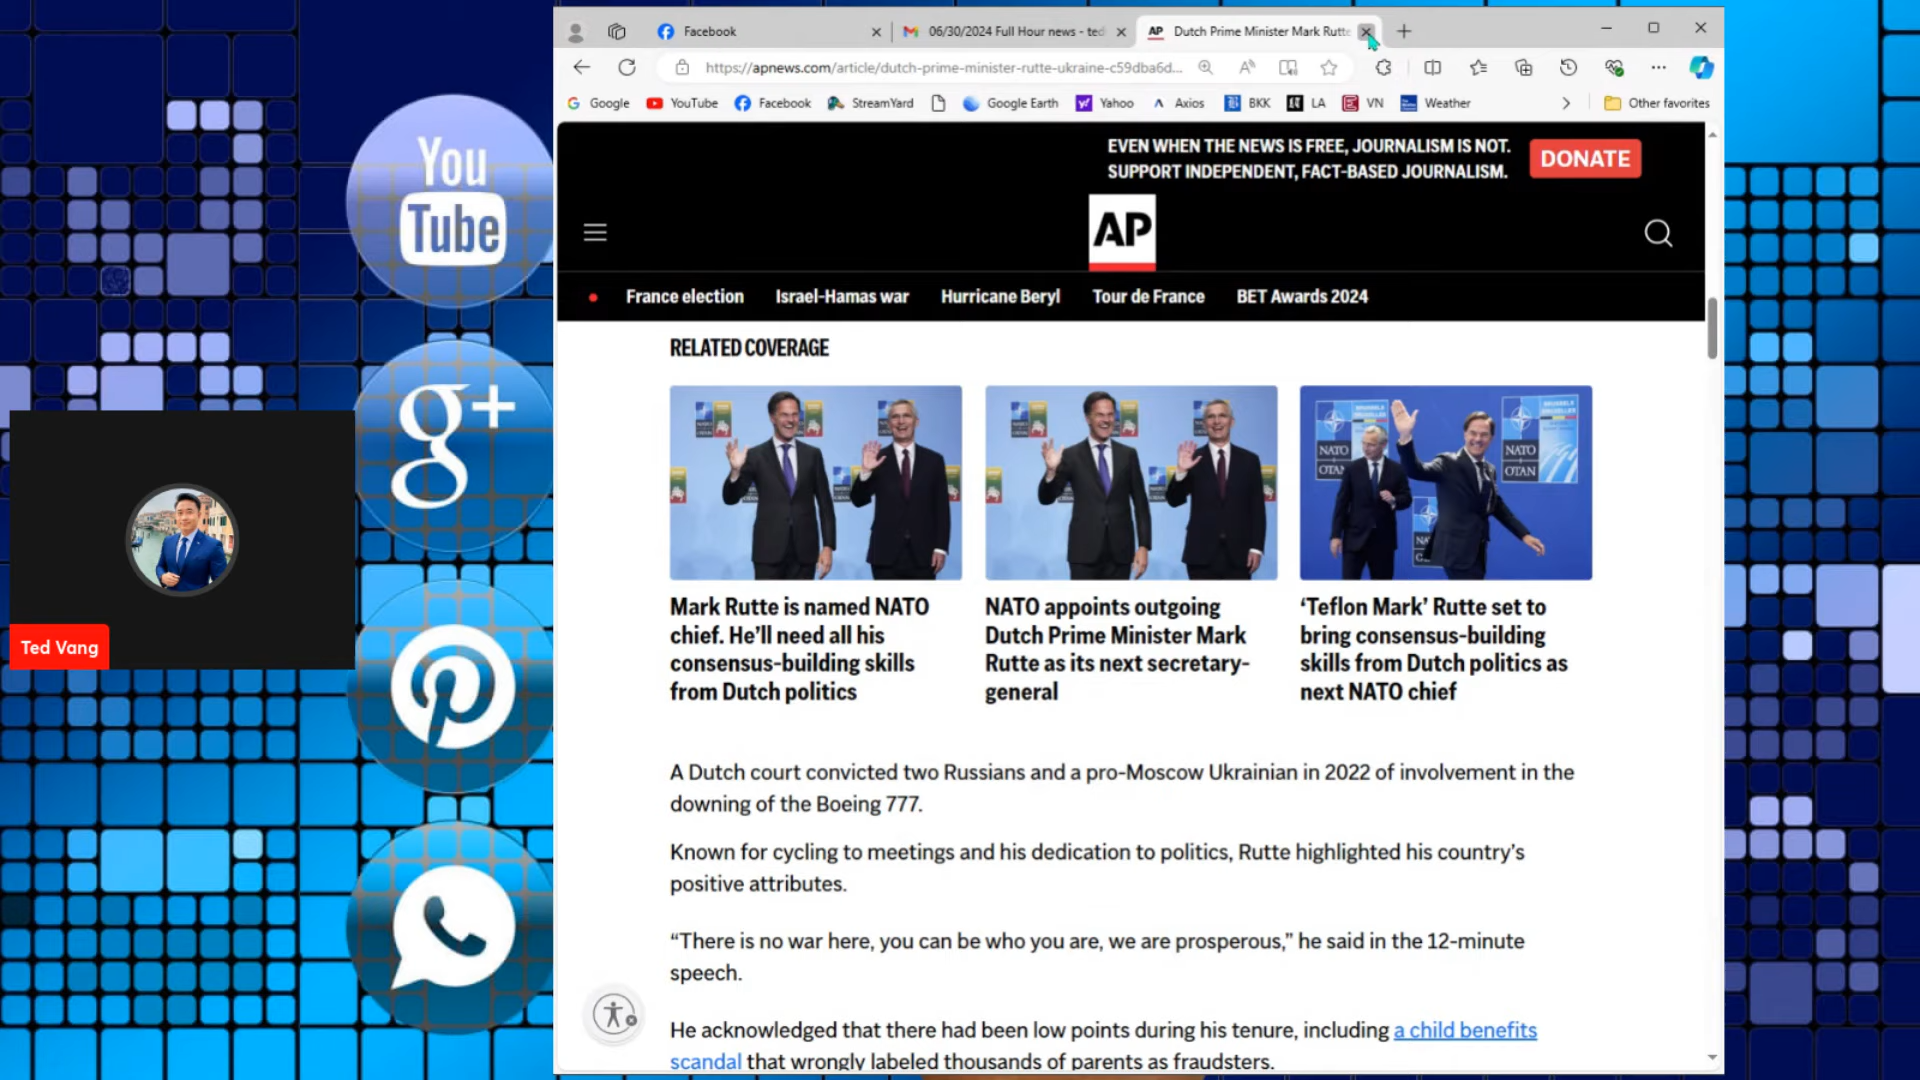 Facebook
06/30/2024 Full Hour news - ted
AP Dutch Prime Minister Mark Rutte
https://apnews.com/article/dutch-prime-minister-rutte-ukraine-c59dba6d...
Google YouTube Facebook StreamYard Google Earth Yahoo Axios BKK LA VN Weather Other favorites
EVEN WHEN THE NEWS IS FREE, JOURNALISM IS NOT.
SUPPORT INDEPENDENT, FACT-BASED JOURNALISM.
DONATE
AP
France election Israel-Hamas war Hurricane Beryl Tour de France BET Awards 2024
RELATED COVERAGE
NATO
OTAN
NATO
OTAN
Mark Rutte is named NATO
chief. He’ll need all his
consensus-building skills
from Dutch politics
NATO appoints outgoing
Dutch Prime Minister Mark
Rutte as its next secretary-
general
‘Teflon Mark’ Rutte set to
bring consensus-building
skills from Dutch politics as
next NATO chief
A Dutch court convicted two Russians and a pro-Moscow Ukrainian in 2022 of involvement in the
downing of the Boeing 777.
Known for cycling to meetings and his dedication to politics, Rutte highlighted his country’s
positive attributes.
“There is no war here, you can be who you are, we are prosperous,” he said in the 12-minute
speech.
He acknowledged that there had been low points during his tenure, including a child benefits
scandal that wrongly labeled thousands of parents as fraudsters.
You
Tube
g+
Ted Vang